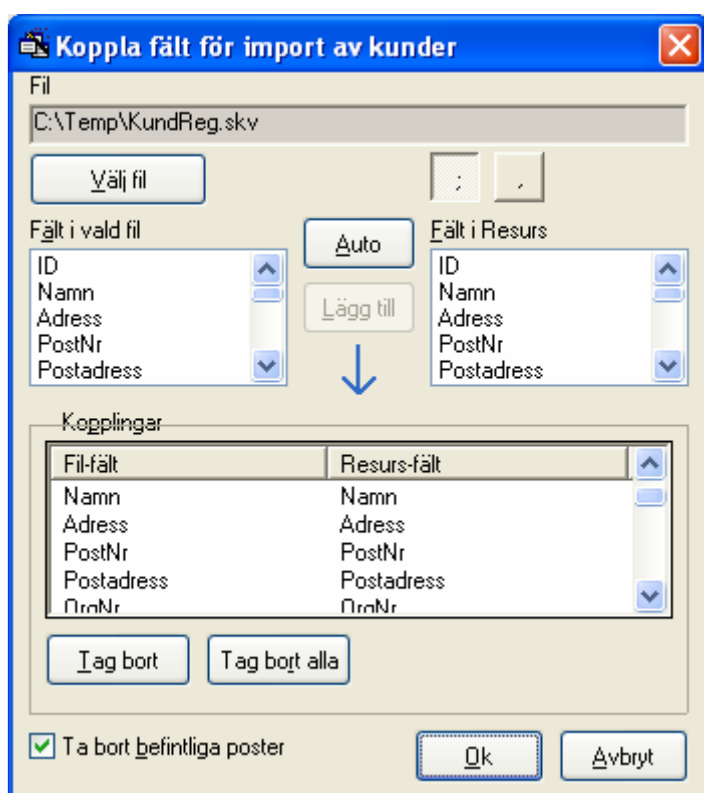 Koppla fält för import av kunder
Fil
C:\Temp\KundReg.skv
Välj fil
; ,
Fält i vald fil
ID
Namn
Adress
PostNr
Postadress
Auto
Lägg till
Fält i Resurs
ID
Namn
Adress
PostNr
Postadress
Kopplingar
Fil-fält Resurs-fält
Namn Namn
Adress Adress
PostNr PostNr
Postadress Postadress
OrgNr OrgNr
Tag bort Tag bort alla
Ta bort befintliga poster
Ok Avbryt